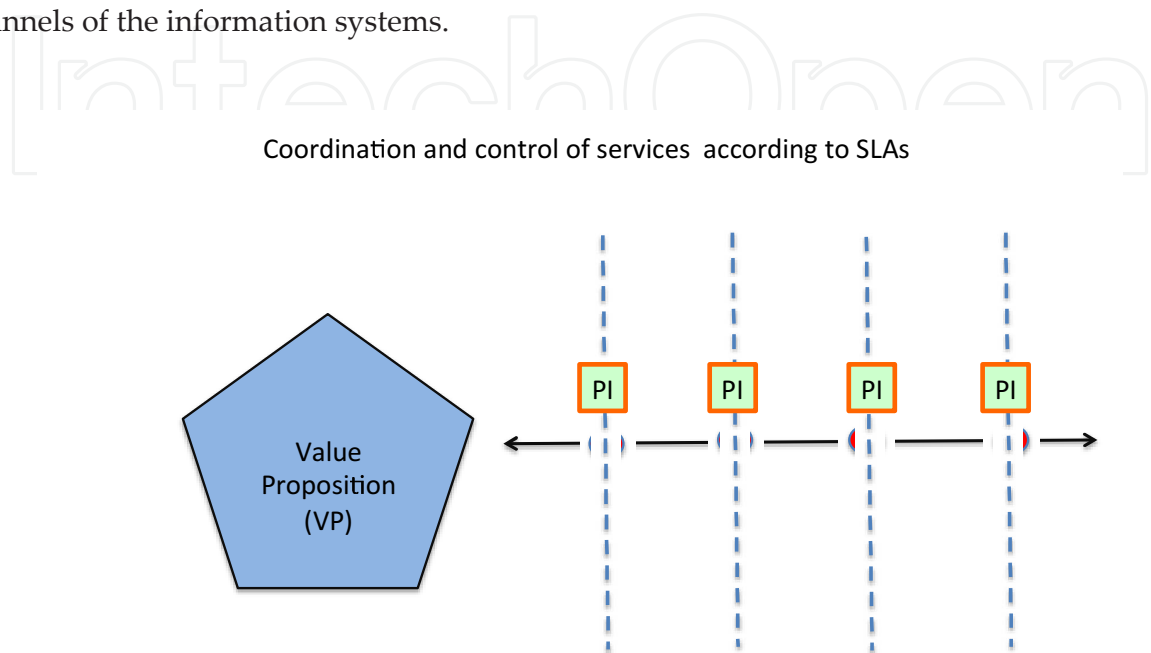 nnels of the information systems.
IntechOpen
Coordination and control of services according to SLAs
PI PI PI PI
Value
Proposition
(VP)